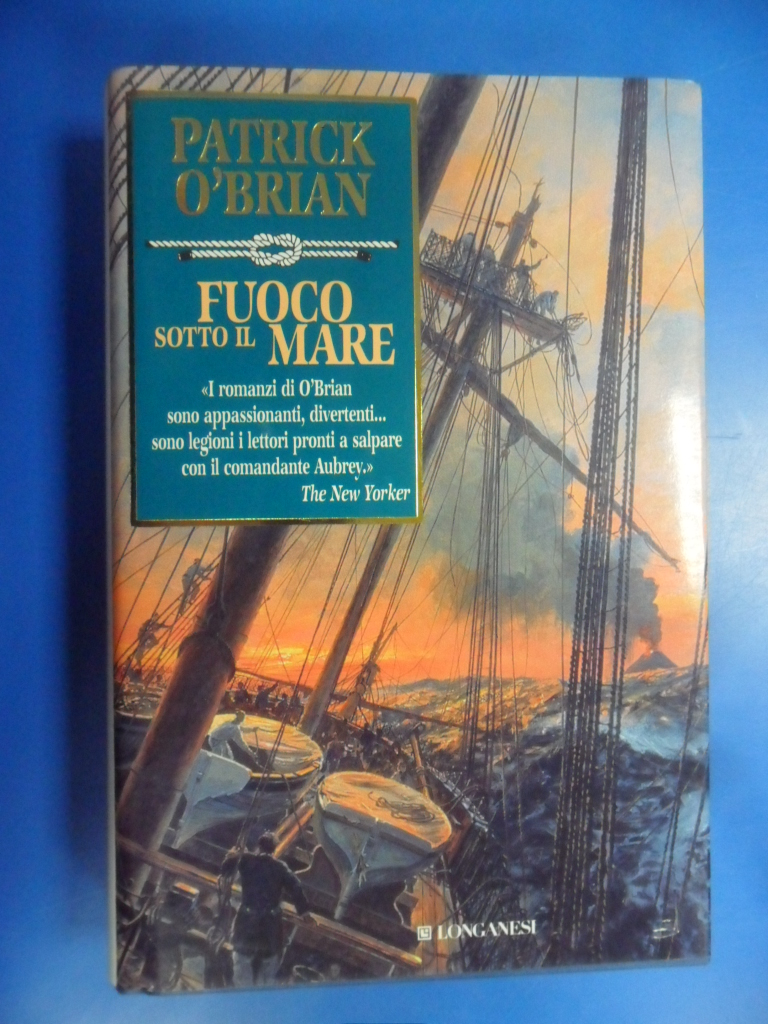 PATRICK
O'BRIAN
FUOCO
SOTTO IL MARE
«I romanzi di O'Brian
sono appassionanti, divertenti...
sono legioni i lettori pronti a salpare
con il comandante Aubrey.»
The New Yorker
LONGANESI